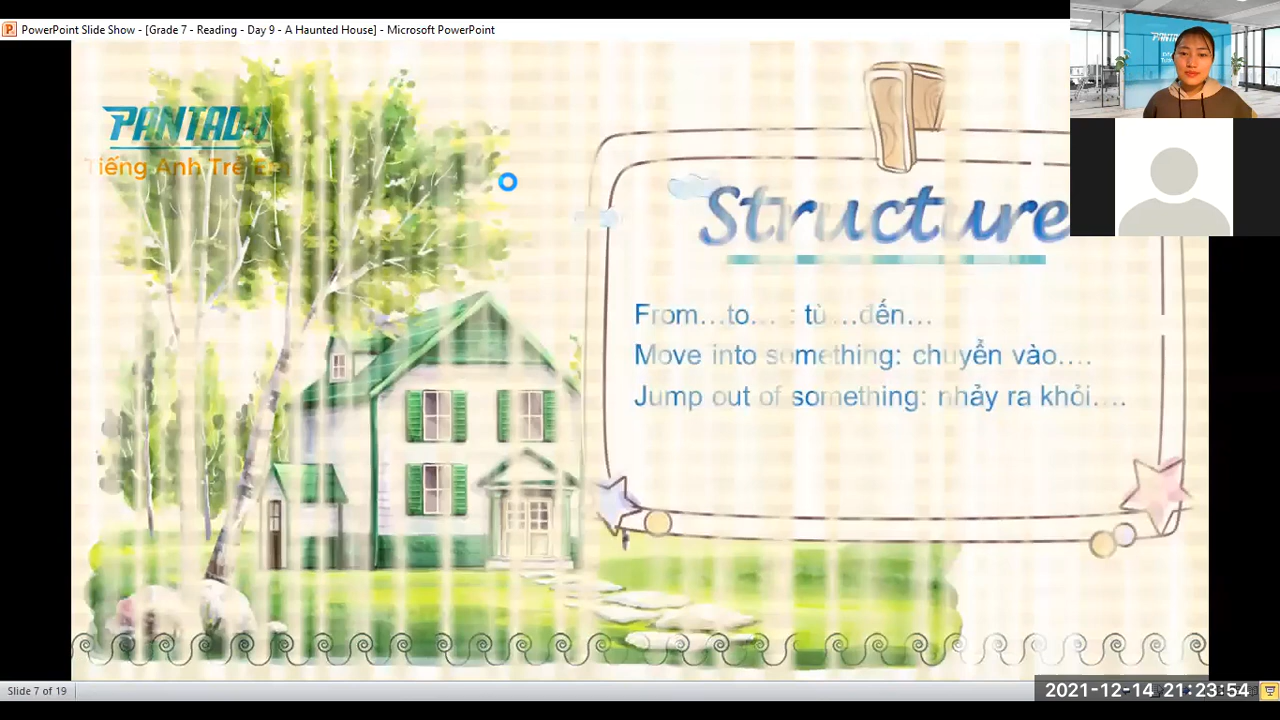 PowerPoint Slide Show - [Grade 7 - Reading - Day 9 - A Haunted House] - Microsoft PowerPoint
PANTADO
Tiếng Anh Trẻ Em
Structure
From...to... : từ ...đến...
Move into something: chuyển vào....
Jump out of something: nhảy ra khỏi....
Slide 7 of 19
2021-12-14 21:23:54